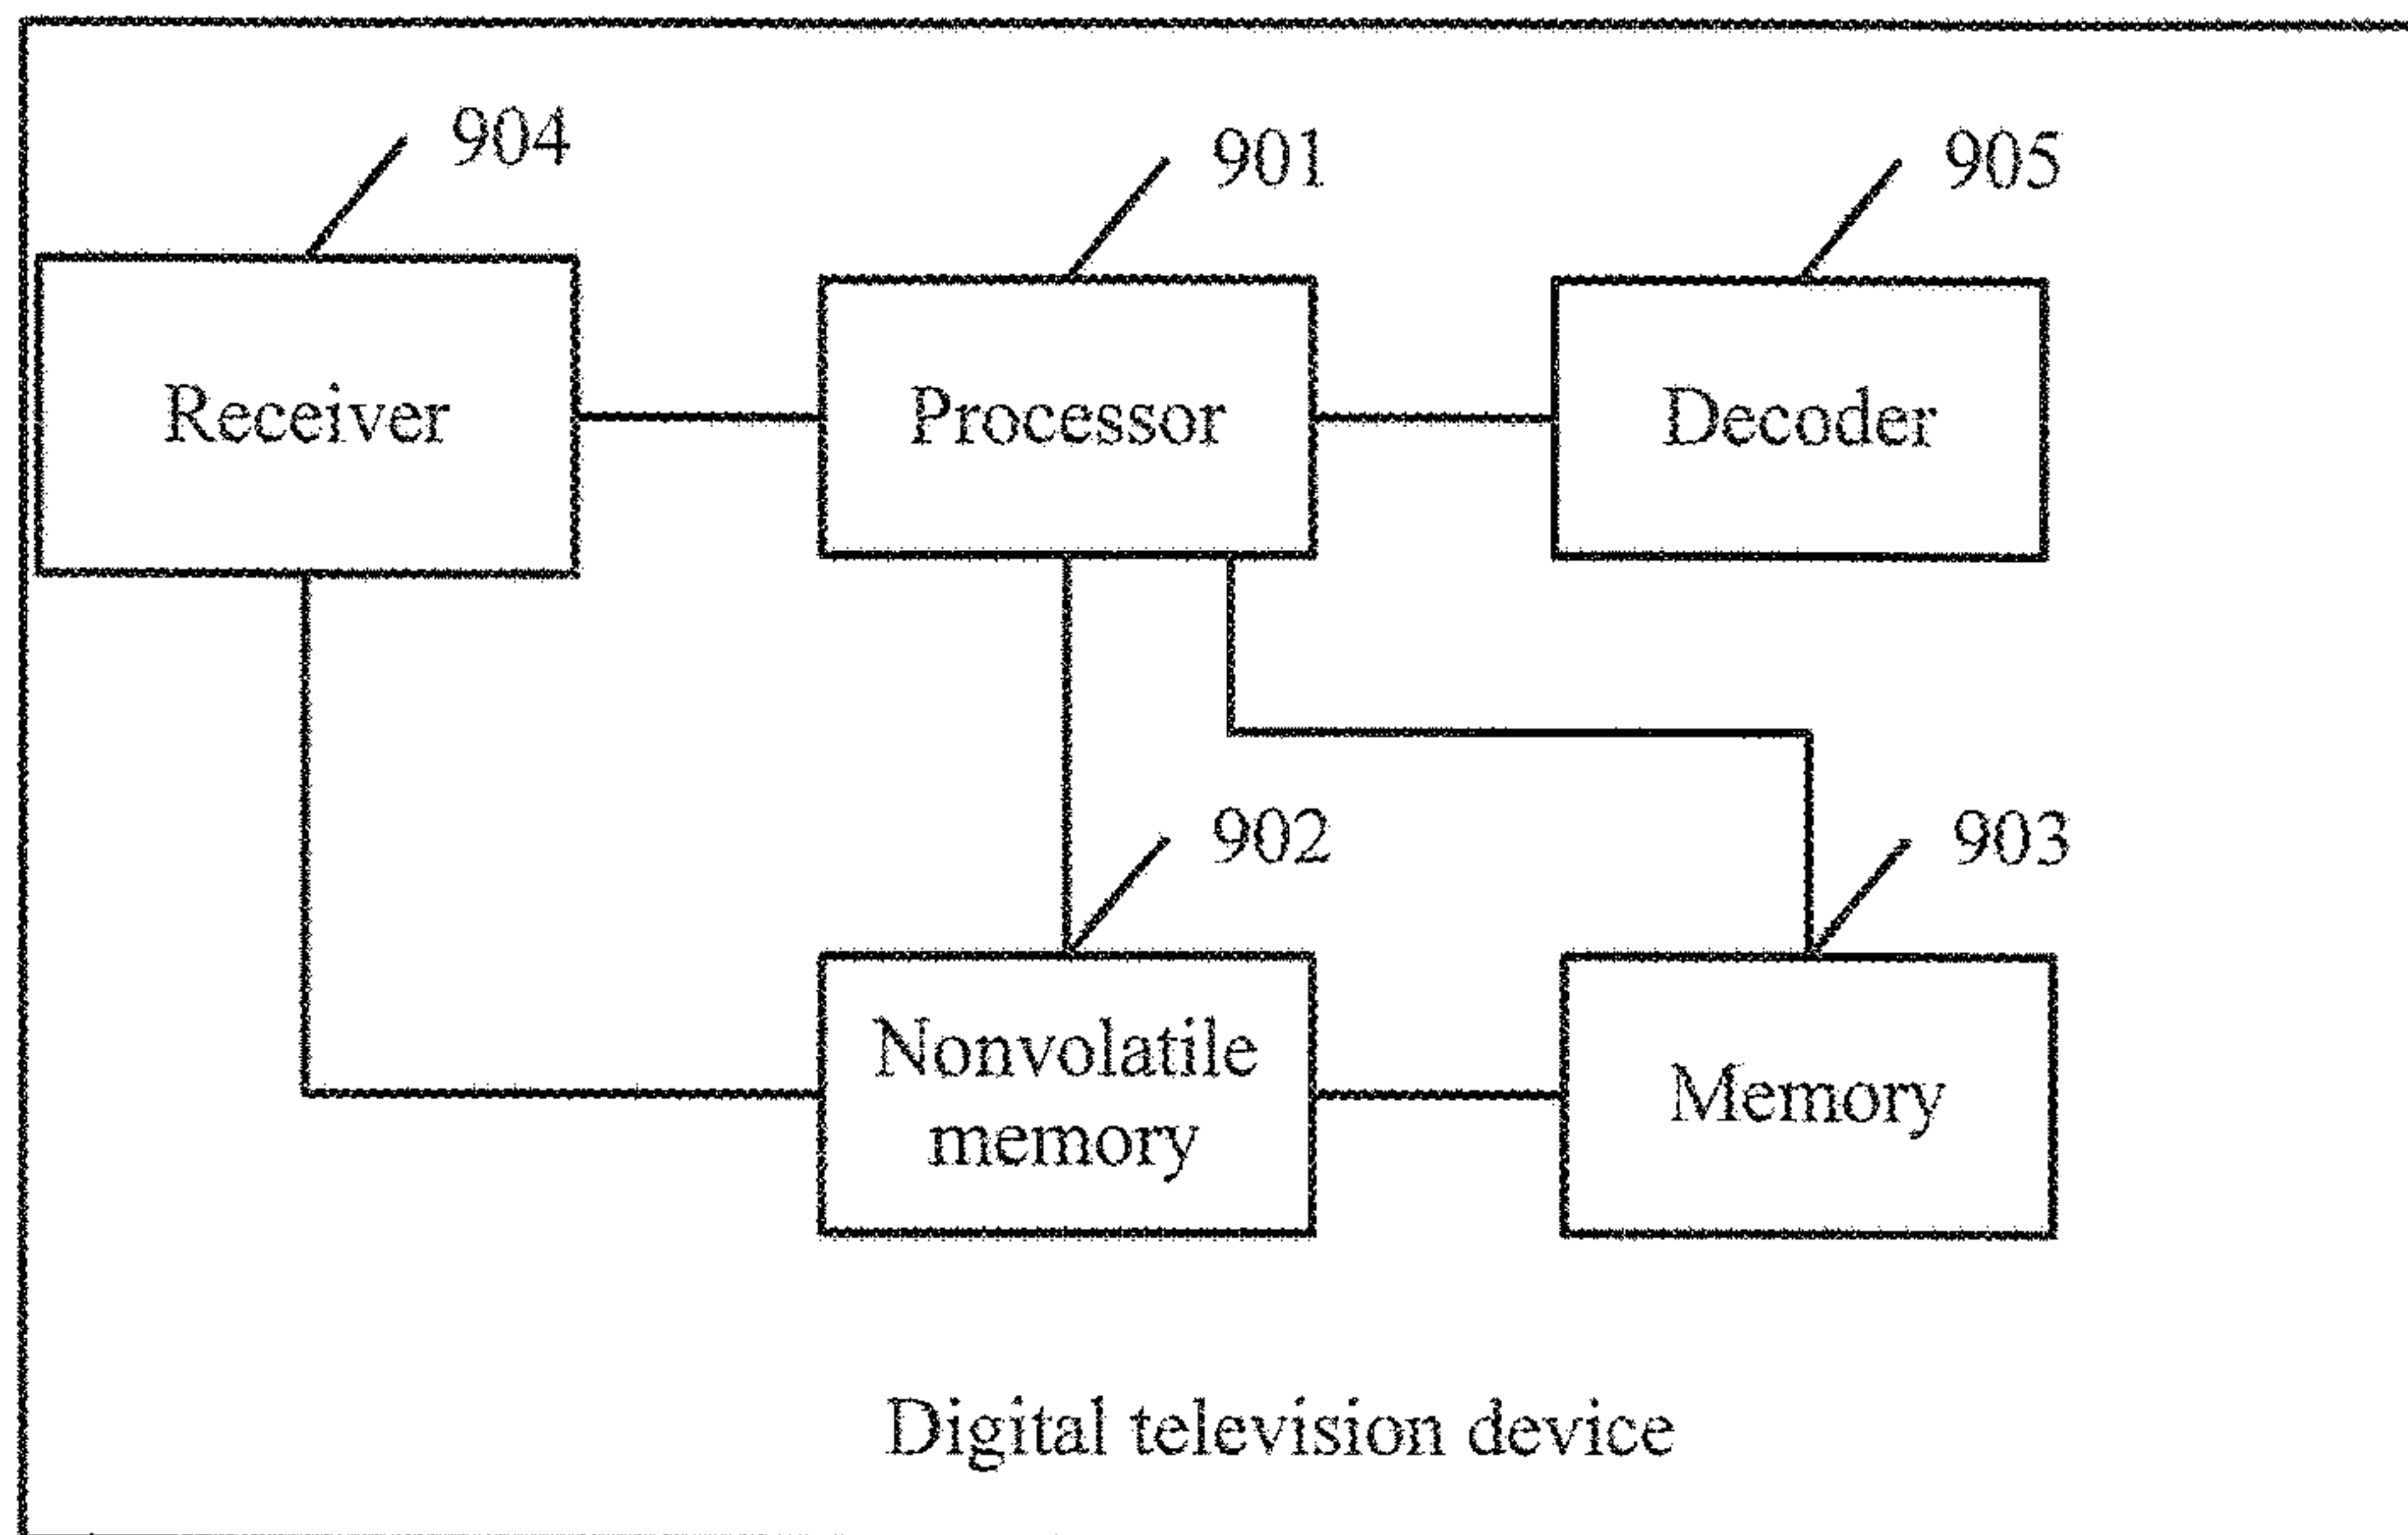 904
901
905
Receiver
Processor
Decoder
902
903
Nonvolatile
memory
Memory
Digital television device